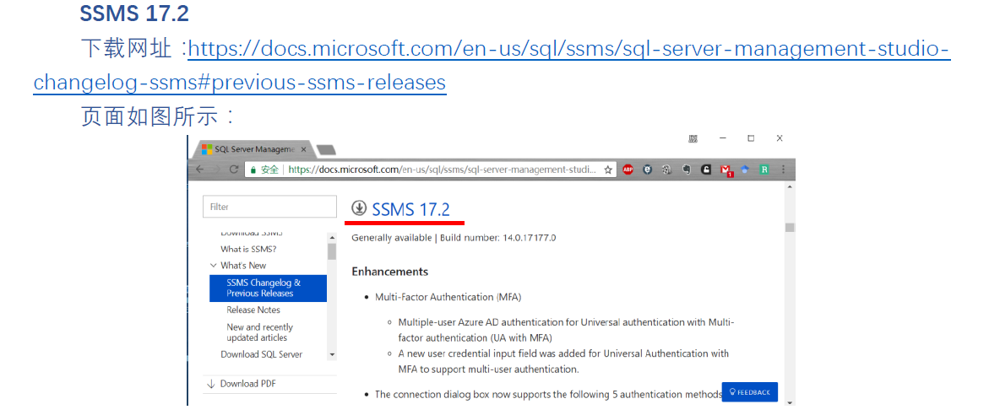 SSMS 17.2
下载网址：https://docs.microsoft.com/en-us/sql/ssms/sql-server-management-studio-
changelog-ssms#previous-ssms-releases
页面如图所示：
SQL Server Manageme
安全 | https://docs.microsoft.com/en-us/sql/ssms/sql-server-management-studi...
ABP
1
R
Filter
Download SSMS
What is SSMS?
What's New
SSMS Changelog &
Previous Releases
Release Notes
New and recently
updated articles
Download SQL Server
Download PDF
SSMS 17.2
Generally available | Build number: 14.0.17177.0
Enhancements
• Multi-Factor Authentication (MFA)
Multiple-user Azure AD authentication for Universal authentication with Multi-
factor authentication (UA with MFA)
A new user credential input field was added for Universal Authentication with
MFA to support multi-user authentication.
• The connection dialog box now supports the following 5 authentication methods
FEEDBACK